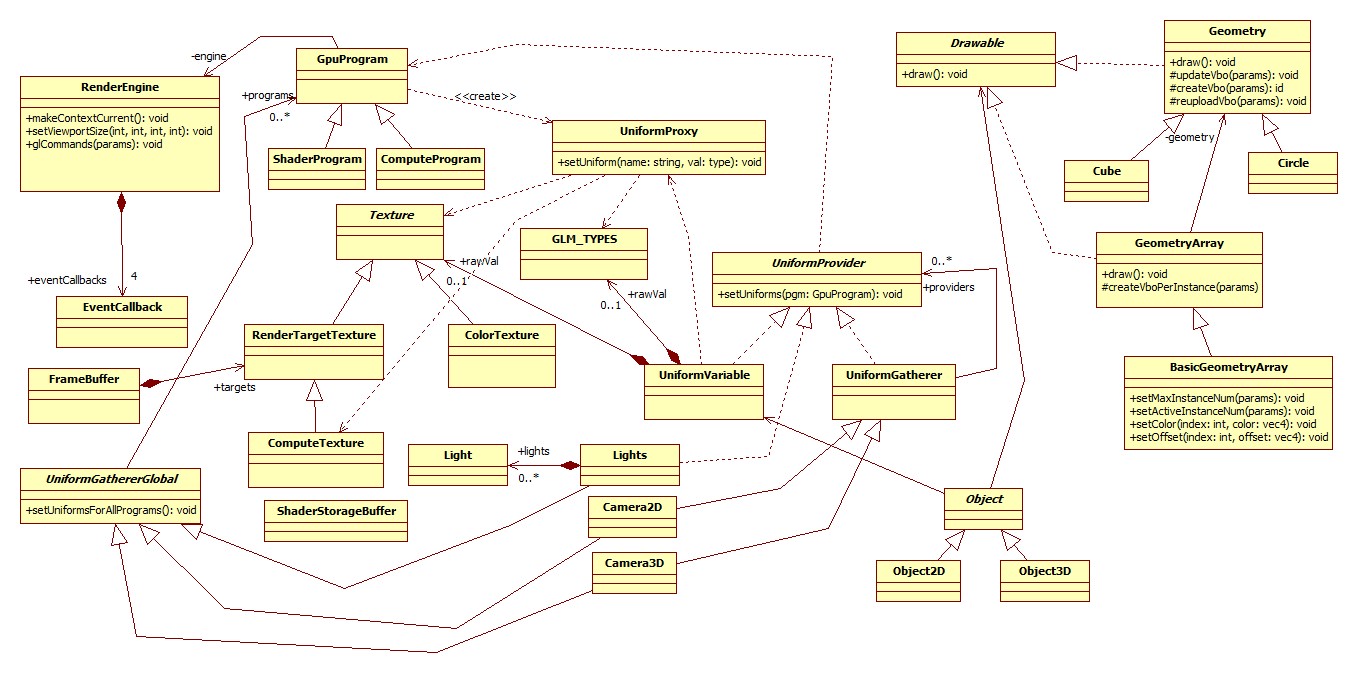 Drawable
+draw(): void
Geometry
+draw(): void
#updateVbo(params): void
#createVbo(params): id
#reuploadVbo(params): void
-engine
GpuProgram
RenderEngine
+makeContextCurrent(): void
+setViewportSize(int, int, int, int): void
+glCommands(params): void
+programs
0..*
<<create>>
UniformProxy
+setUniform(name: string, val: type): void
ShaderProgram
ComputeProgram
-geometry
Cube
Circle
Texture
GLM_TYPES
GeometryArray
+draw(): void
#createVboPerInstance(params)
UniformProvider
+setUniforms(pgm: GpuProgram): void
0..*
+providers
+rawVal
0..1
+rawVal
0..1
+eventCallbacks
4
EventCallback
RenderTargetTexture
ColorTexture
FrameBuffer
+targets
UniformVariable
UniformGatherer
BasicGeometryArray
+setMaxInstanceNum(params): void
+setActiveInstanceNum(params): void
+setColor(index: int, color: vec4): void
+setOffset(index: int, offset: vec4): void
ComputeTexture
Light
+lights
0..*
Lights
UniformGathererGlobal
+setUniformsForAllPrograms(): void
ShaderStorageBuffer
Camera2D
Camera3D
Object
Object2D
Object3D